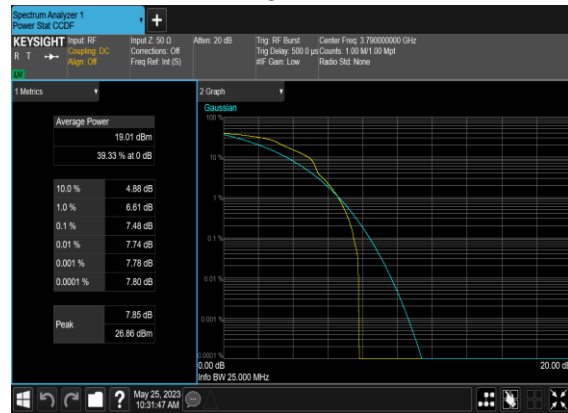 Spectrum Analyzer 1
Power Stat CCDF
KEYSIGHT
R T
LXI
Input: RF
Coupling: DC
Align: Off
Input Z: 50 Ω
Corrections: Off
Freq Ref: Int (S)
Atten: 20 dB
Trig: RF Burst
Trig Delay: 500.0 µs
#IF Gain: Low
Center Freq: 3.790000000 GHz
Counts: 1.00 M/1.00 Mpt
Radio Std: None
1 Metrics
Average Power
19.01 dBm
39.33 % at 0 dB
10.0 % 4.88 dB
1.0 % 6.61 dB
0.1 % 7.48 dB
0.01 % 7.74 dB
0.001 % 7.78 dB
0.0001 % 7.80 dB
Peak
7.85 dB
26.86 dBm
2 Graph
Gaussian
100 %
10 %
1 %
0.1 %
0.01 %
0.001 %
0.0001 %
0.00 dB
20.00 dB
Info BW 25.000 MHz
May 25, 2023
10:31:47 AM